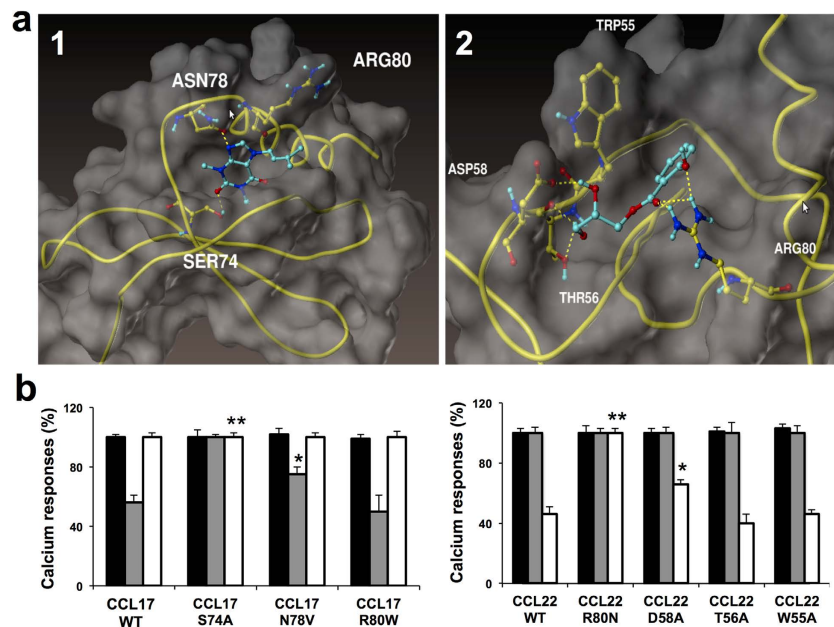 a
1
ASN78
ARG80
SER74
2
TRP55
ASP58
THR56
ARG80
b
Calcium responses (%)
120
80
40
0
**
*
CCL17 WT
CCL17 S74A
CCL17 N78V
CCL17 R80W
Calcium responses (%)
120
80
40
0
**
*
CCL22 WT
CCL22 R80N
CCL22 D58A
CCL22 T56A
CCL22 W55A